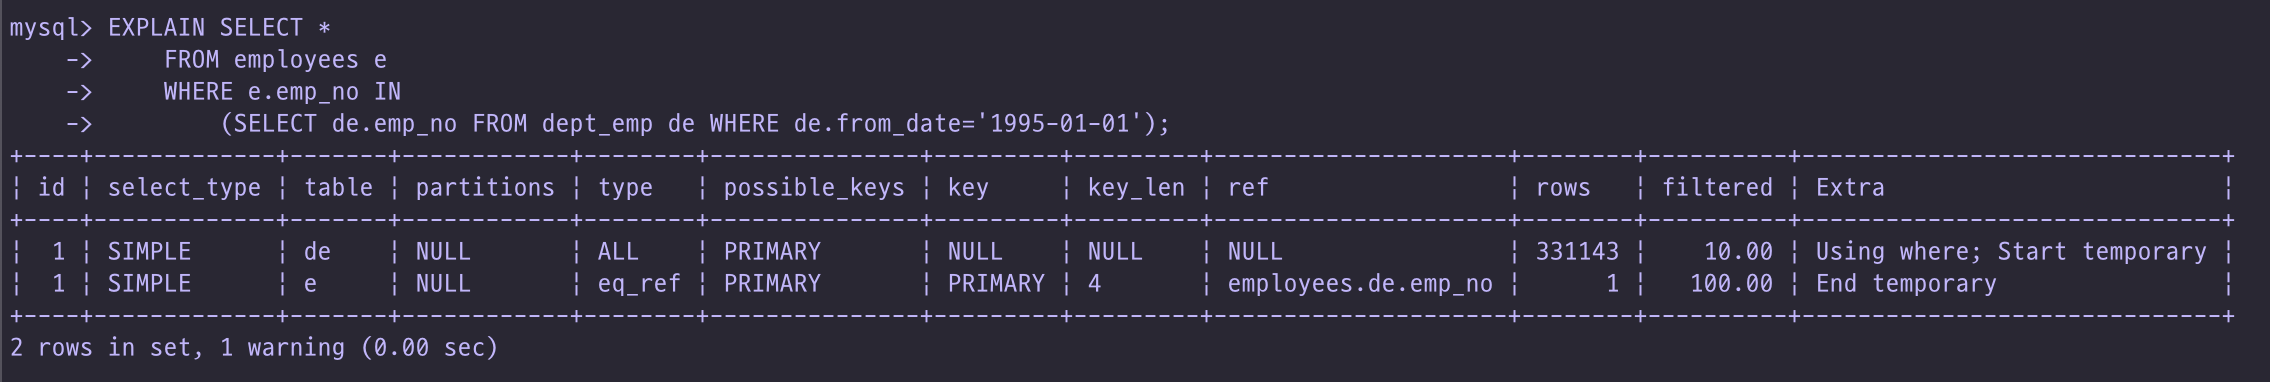 mysql> EXPLAIN SELECT *
    ->     FROM employees e
    ->     WHERE e.emp_no IN
    ->         (SELECT de.emp_no FROM dept_emp de WHERE de.from_date='1995-01-01');
+----+-------------+-------+------------+--------+---------------+---------+---------+---------------------+--------+----------+------------------------------+
| id | select_type | table | partitions | type   | possible_keys | key     | key_len | ref                 | rows   | filtered | Extra                        |
+----+-------------+-------+------------+--------+---------------+---------+---------+---------------------+--------+----------+------------------------------+
|  1 | SIMPLE      | de    | NULL       | ALL    | PRIMARY       | NULL    | NULL    | NULL                | 331143 |    10.00 | Using where; Start temporary |
|  1 | SIMPLE      | e     | NULL       | eq_ref | PRIMARY       | PRIMARY | 4       | employees.de.emp_no |      1 |   100.00 | End temporary                |
+----+-------------+-------+------------+--------+---------------+---------+---------+---------------------+--------+----------+------------------------------+
2 rows in set, 1 warning (0.00 sec)